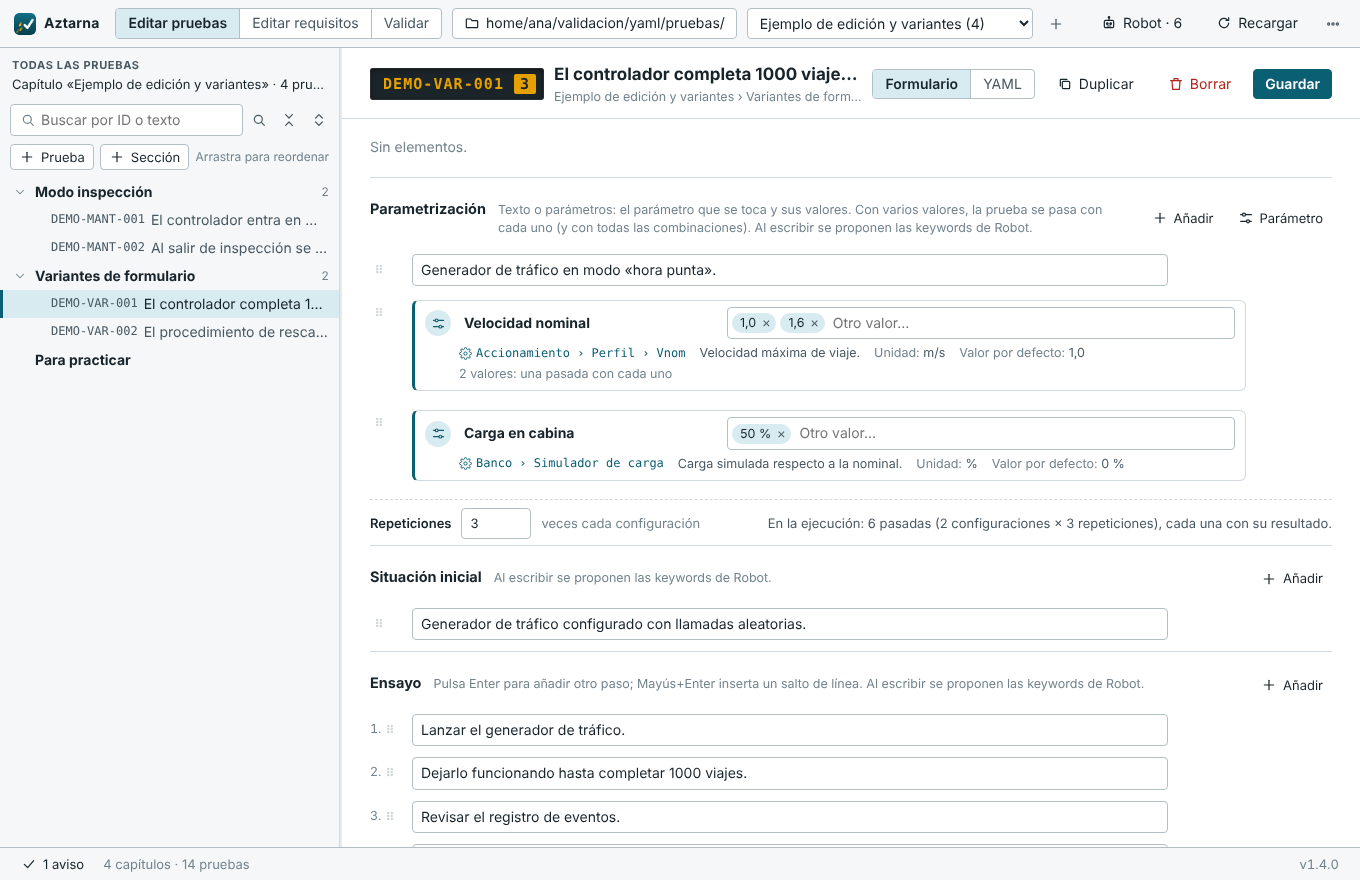 Aztarna
Editar pruebas
Editar requisitos
Validar
home/ana/validacion/yaml/pruebas/
Ejemplo de edición y variantes (4)
Robot · 6
Recargar
TODAS LAS PRUEBAS
Capítulo «Ejemplo de edición y variantes» · 4 pru...
Buscar por ID o texto
Prueba
Sección
Arrastra para reordenar
Modo inspección 2
DEMO-MANT-001 El controlador entra en ...
DEMO-MANT-002 Al salir de inspección se ...
Variantes de formulario 2
DEMO-VAR-001 El controlador completa 1...
DEMO-VAR-002 El procedimiento de resca...
Para practicar
DEMO-VAR-001 3
El controlador completa 1000 viaje...
Ejemplo de edición y variantes › Variantes de form...
Formulario
YAML
Duplicar
Borrar
Guardar
Sin elementos.
Parametrización
Texto o parámetros: el parámetro que se toca y sus valores. Con varios valores, la prueba se pasa con
cada uno (y con todas las combinaciones). Al escribir se proponen las keywords de Robot.
Añadir
Parámetro
Generador de tráfico en modo «hora punta».
Velocidad nominal
1,0 × 1,6 × Otro valor...
Accionamiento › Perfil › Vnom Velocidad máxima de viaje. Unidad: m/s Valor por defecto: 1,0
2 valores: una pasada con cada uno
Carga en cabina
50 % × Otro valor...
Banco › Simulador de carga Carga simulada respecto a la nominal. Unidad: % Valor por defecto: 0 %
Repeticiones 3 veces cada configuración
En la ejecución: 6 pasadas (2 configuraciones × 3 repeticiones), cada una con su resultado.
Situación inicial Al escribir se proponen las keywords de Robot.
Añadir
Generador de tráfico configurado con llamadas aleatorias.
Ensayo Pulsa Enter para añadir otro paso; Mayús+Enter inserta un salto de línea. Al escribir se proponen las keywords de Robot.
Añadir
1. Lanzar el generador de tráfico.
2. Dejarlo funcionando hasta completar 1000 viajes.
3. Revisar el registro de eventos.
1 aviso
4 capítulos · 14 pruebas
v1.4.0